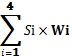 4
∑ Si × Wi
i=1